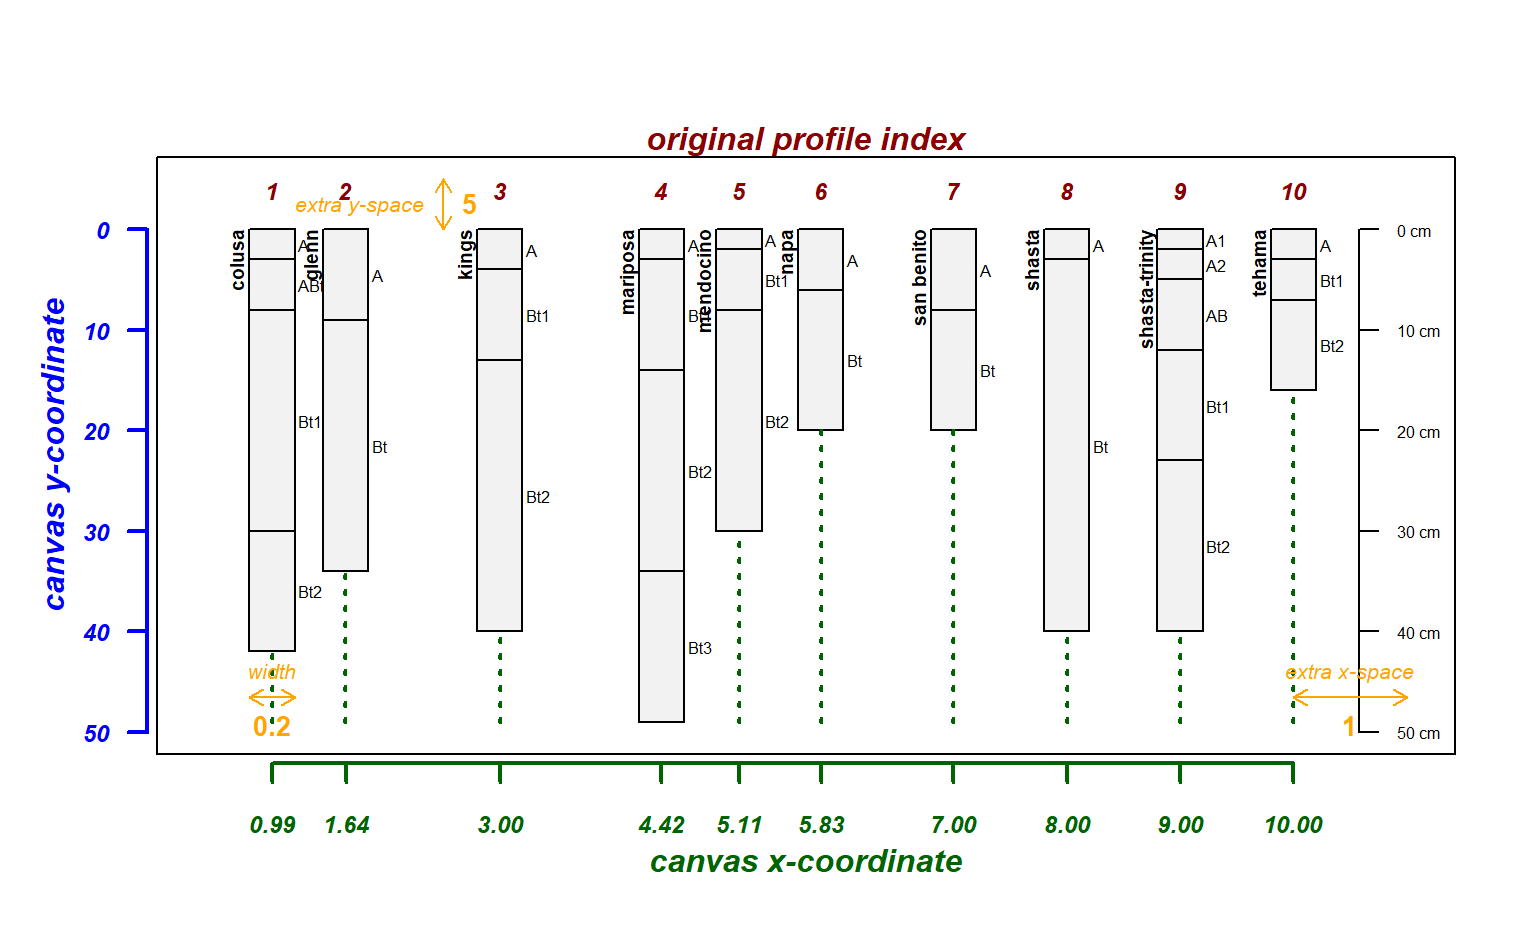 original profile index
1 2 3 4 5 6 7 8 9 10
extra y-space 5
canvas y-coordinate
0
10
20
30
40
50
colusa
A
ABt
Bt1
Bt2
glenn
A
Bt
kings
A
Bt1
Bt2
mariposa
A
Bt1
Bt2
Bt3
mendocino
A
Bt1
Bt2
napa
A
Bt
san benito
A
Bt
shasta
A
Bt
shasta-trinity
A1
A2
AB
Bt1
Bt2
tehama
A
Bt1
Bt2
0 cm
10 cm
20 cm
30 cm
40 cm
50 cm
width
0.2
extra x-space
1
0.99 1.64 3.00 4.42 5.11 5.83 7.00 8.00 9.00 10.00
canvas x-coordinate